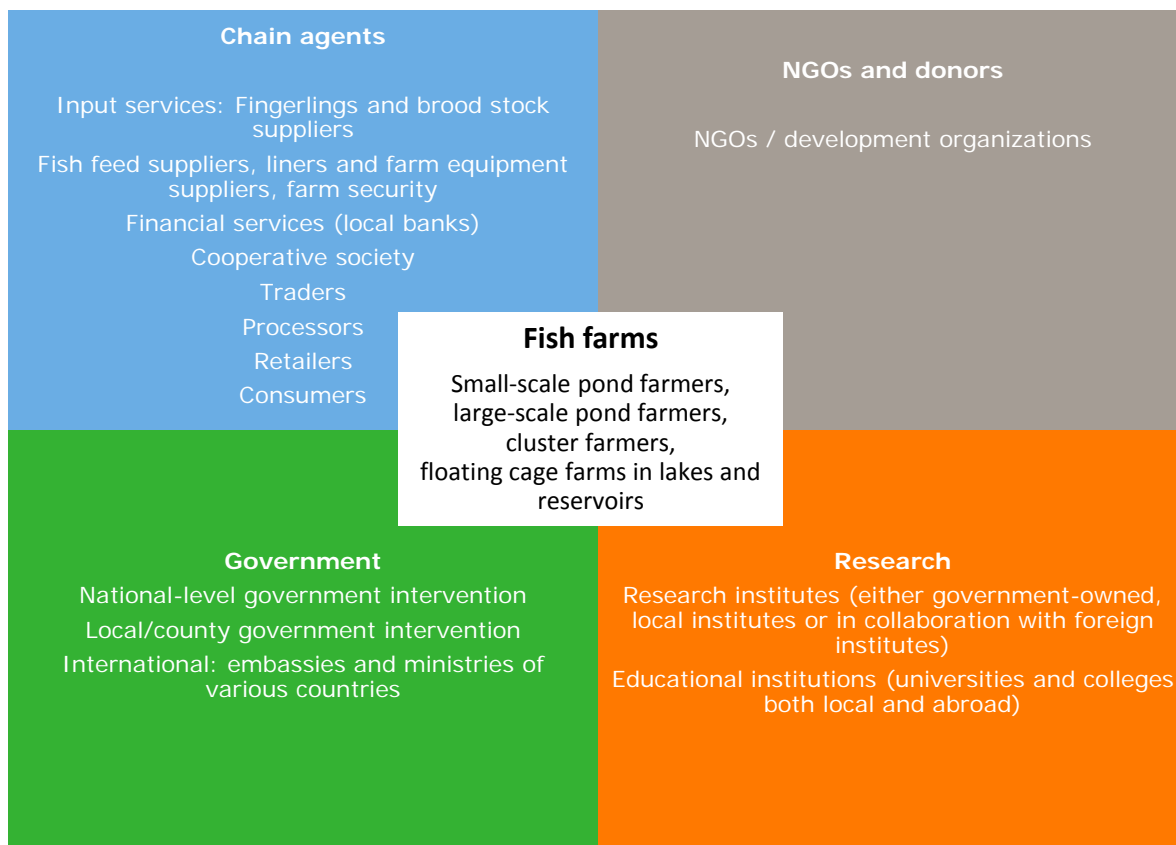 Chain agents
Input services: Fingerlings and brood stock
suppliers
Fish feed suppliers, liners and farm equipment
suppliers, farm security
Financial services (local banks)
Cooperative society
Traders
Processors
Retailers
Consumers
NGOs and donors
NGOs / development organizations
Fish farms
Small-scale pond farmers,
large-scale pond farmers,
cluster farmers,
floating cage farms in lakes and
reservoirs
Government
National-level government intervention
Local/county government intervention
International: embassies and ministries of
various countries
Research
Research institutes (either government-owned,
local institutes or in collaboration with foreign
institutes)
Educational institutions (universities and colleges
both local and abroad)